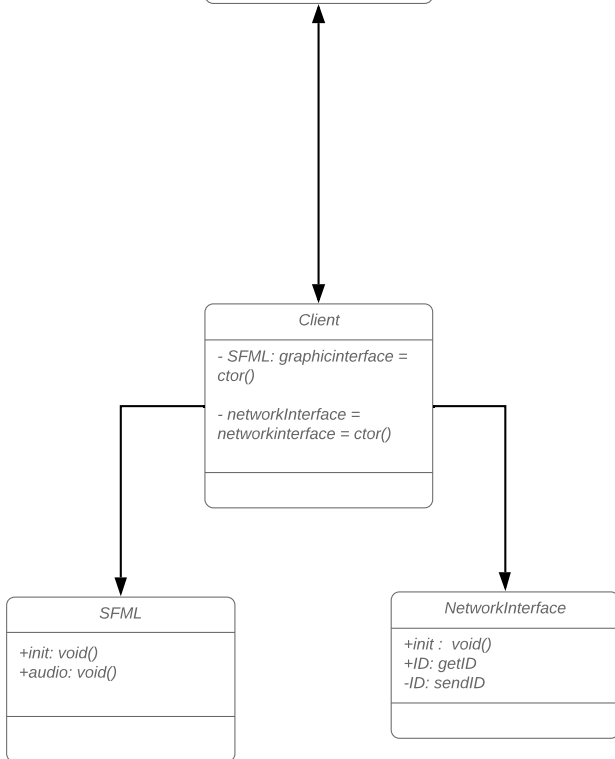 Client
- SFML: graphicinterface =
ctor()
- networkInterface =
networkinterface = ctor()
SFML
+init: void()
+audio: void()
NetworkInterface
+init :  void()
+ID: getID
-ID: sendID